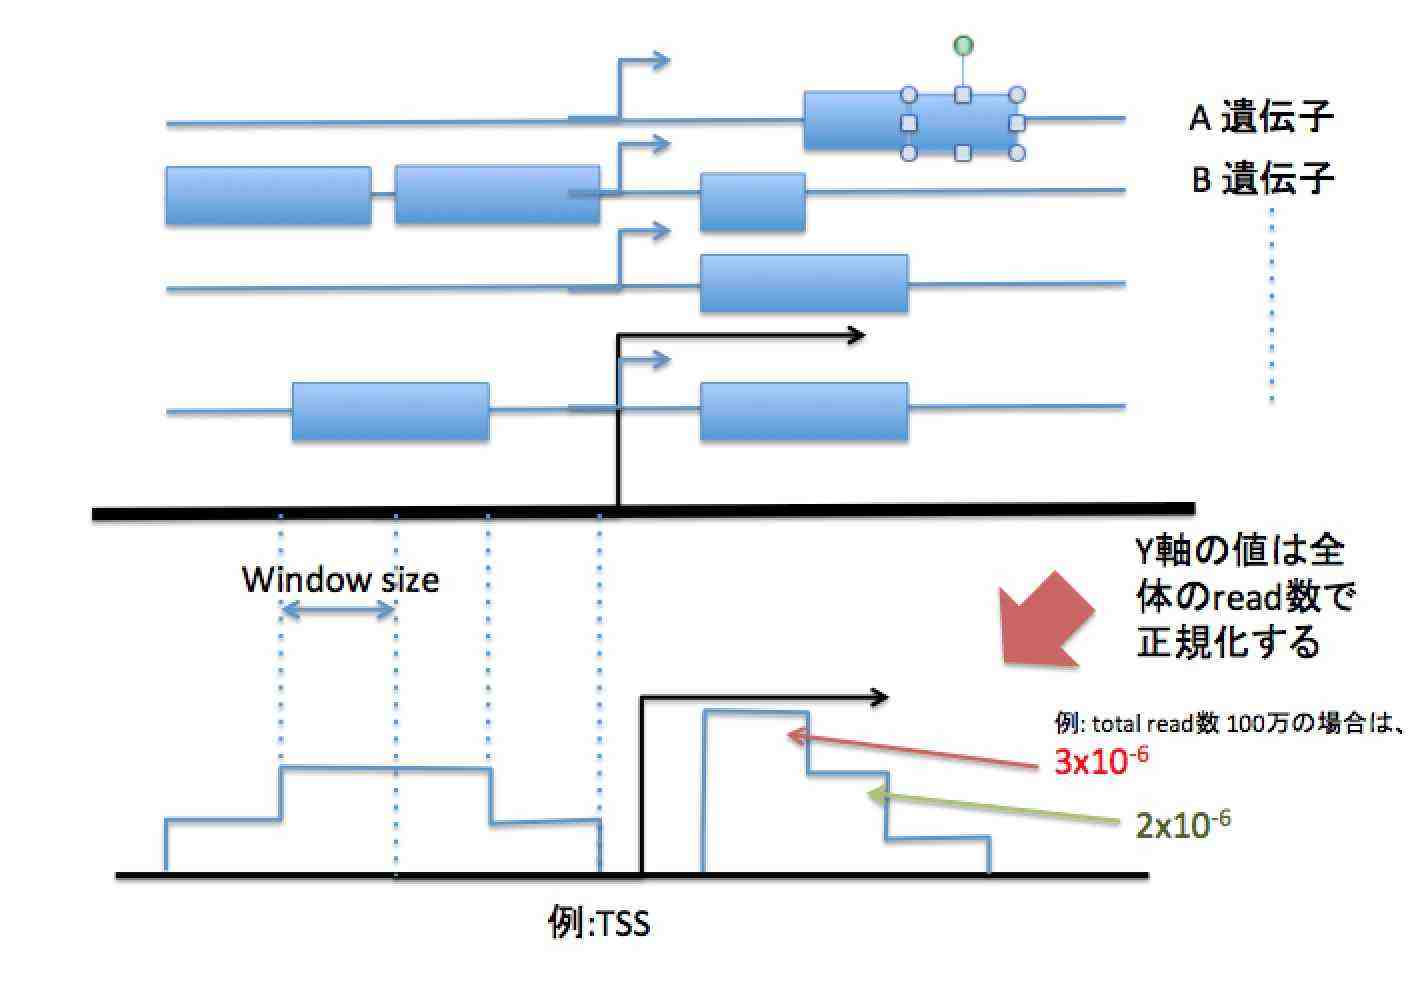 A 遺伝子
B 遺伝子
Window size
Y軸の値は全
体のread数で
正規化する
例: total read数 100万の場合は、
3x10-6
2x10-6
例:TSS